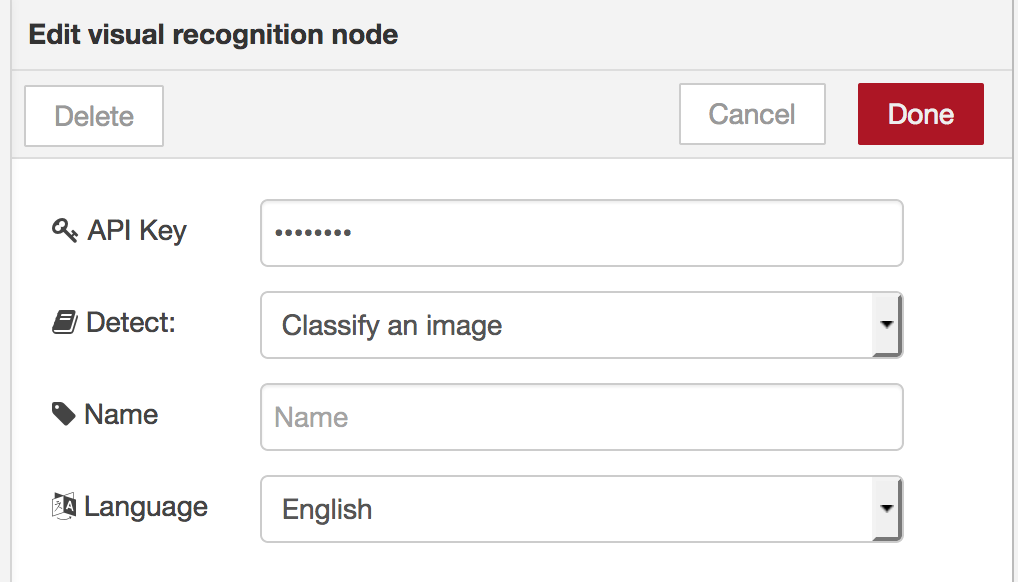 Edit visual recognition node
Delete Cancel Done
API Key ••••••••
Detect: Classify an image
Name Name
Language English